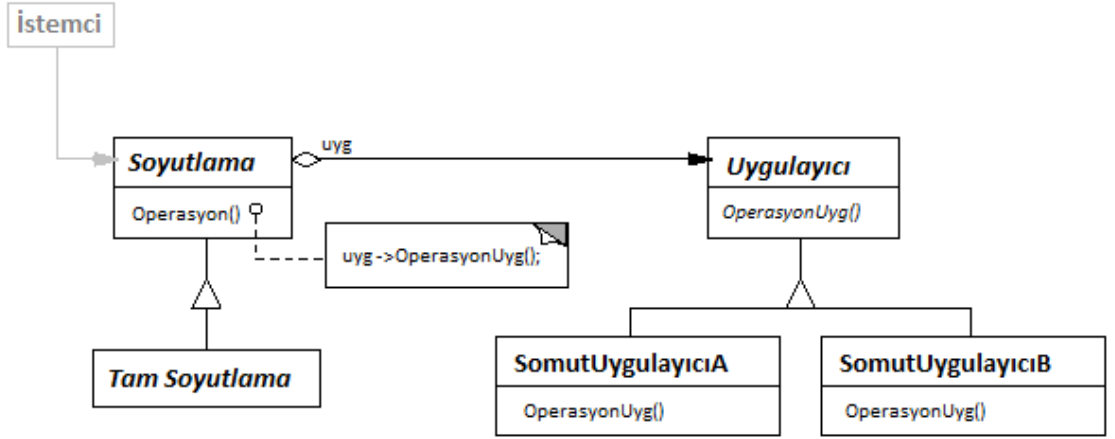 İstemci
uyg
Soyutlama
Uygulayıcı
Operasyon()
OperasyonUyg()
uyg->OperasyonUyg();
Tam Soyutlama
SomutUygulayıcıA
SomutUygulayıcıB
OperasyonUyg()
OperasyonUyg()